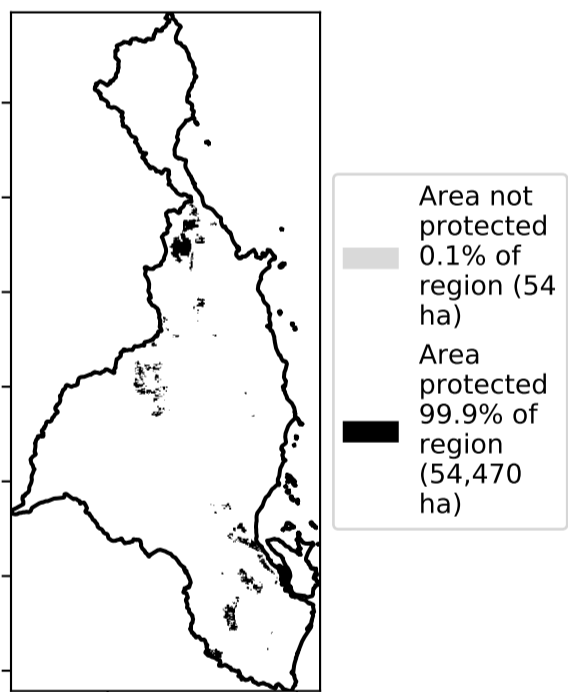 Area not
protected
0.1% of
region (54
ha)
Area
protected
99.9% of
region
(54,470
ha)